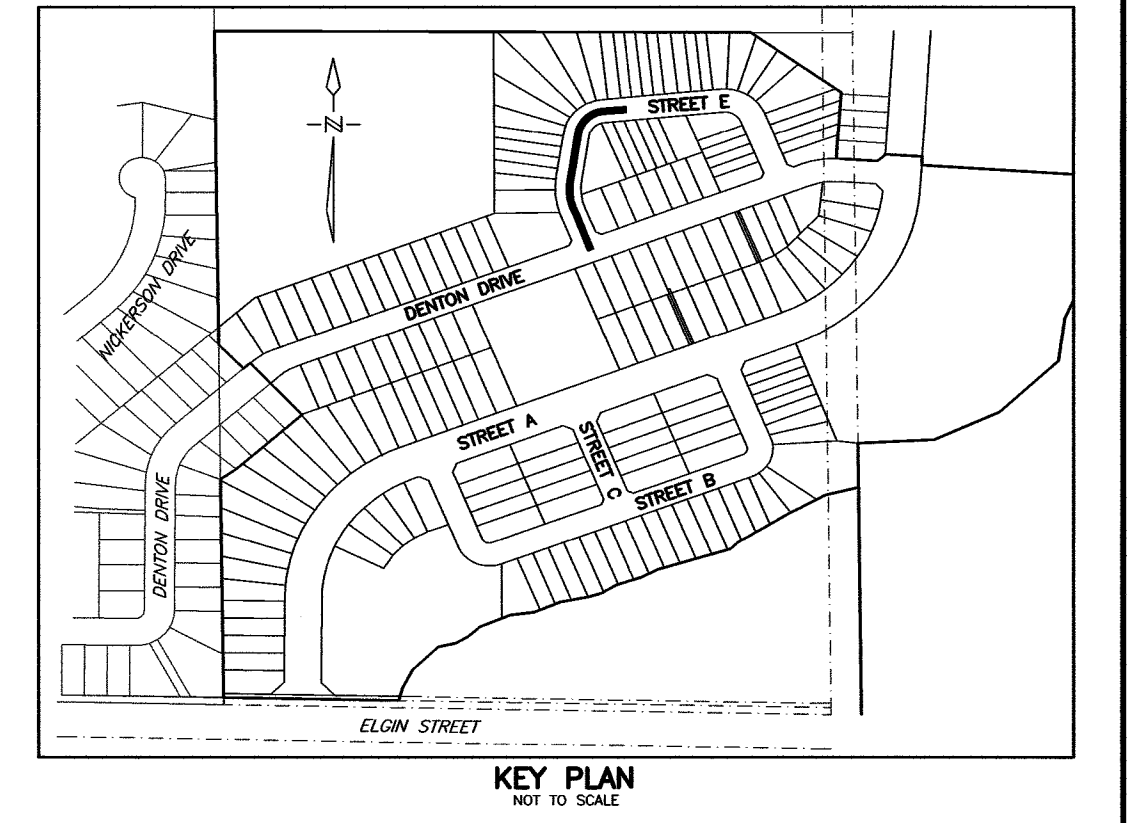 STREET E
N
NICKERSON DRIVE
DENTON DRIVE
STREET A
STREET C
STREET B
DENTON DRIVE
ELGIN STREET
KEY PLAN
NOT TO SCALE